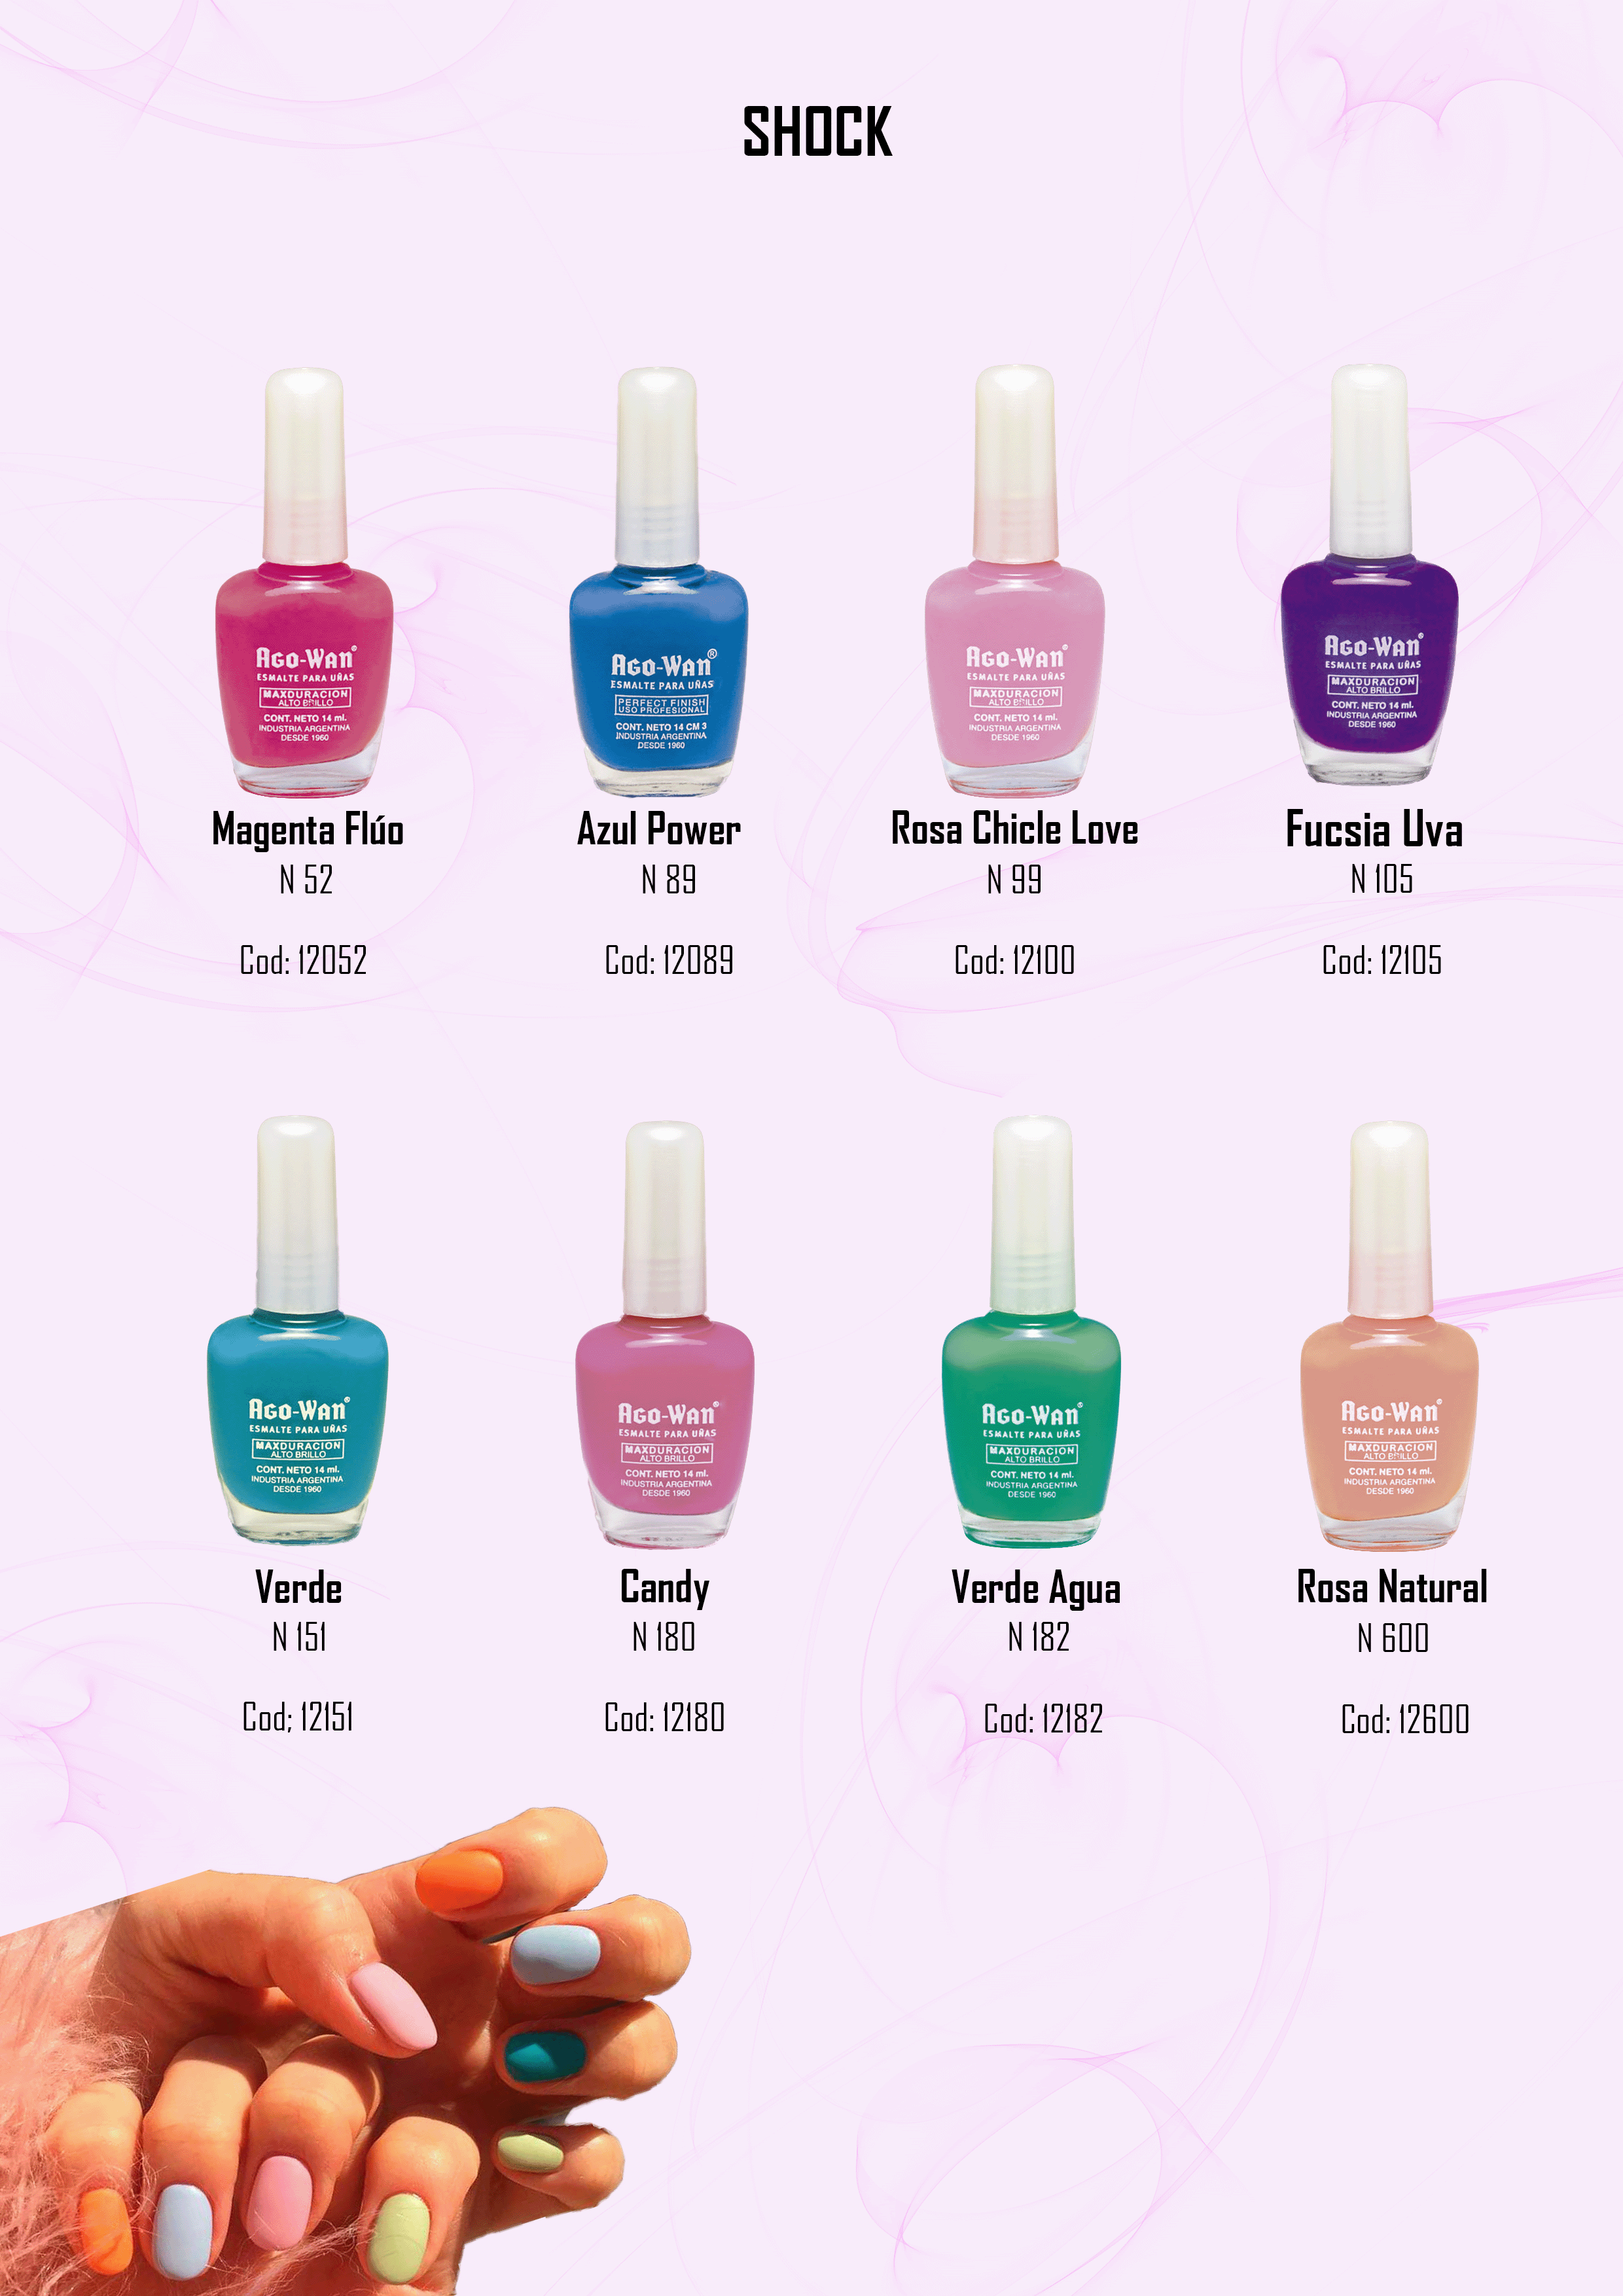 SHOCK
AGO-WAN®
ESMALTE PARA UÑAS
MAXDURACION
ALTO BRILLO
CONT. NETO 14 ml.
INDUSTRIA ARGENTINA
DESDE 1960
AGO-WAN®
ESMALTE PARA UÑAS
PERFECT FINISH
USO PROFESIONAL
CONT. NETO 14 CM 3
INDUSTRIA ARGENTINA
DESDE 1960
AGO-WAN®
ESMALTE PARA UÑAS
MAXDURACION
ALTO BRILLO
CONT. NETO 14 ml.
INDUSTRIA ARGENTINA
DESDE 1960
AGO-WAN®
ESMALTE PARA UÑAS
MAXDURACION
ALTO BRILLO
CONT. NETO 14 ml.
INDUSTRIA ARGENTINA
DESDE 1960
Magenta Flúo
N 52
Cod: 12052
Azul Power
N 89
Cod: 12089
Rosa Chicle Love
N 99
Cod: 12100
Fucsia Uva
N 105
Cod: 12105
AGO-WAN®
ESMALTE PARA UÑAS
MAXDURACION
ALTO BRILLO
CONT. NETO 14 ml.
INDUSTRIA ARGENTINA
DESDE 1960
AGO-WAN®
ESMALTE PARA UÑAS
MAXDURACION
ALTO BRILLO
CONT. NETO 14 ml.
INDUSTRIA ARGENTINA
DESDE 1960
AGO-WAN®
ESMALTE PARA UÑAS
MAXDURACION
ALTO BRILLO
CONT. NETO 14 ml.
INDUSTRIA ARGENTINA
DESDE 1960
AGO-WAN®
ESMALTE PARA UÑAS
MAXDURACION
ALTO BRILLO
CONT. NETO 14 ml.
INDUSTRIA ARGENTINA
DESDE 1960
Verde
N 151
Cod; 12151
Candy
N 180
Cod: 12180
Verde Agua
N 182
Cod: 12182
Rosa Natural
N 600
Cod: 12600